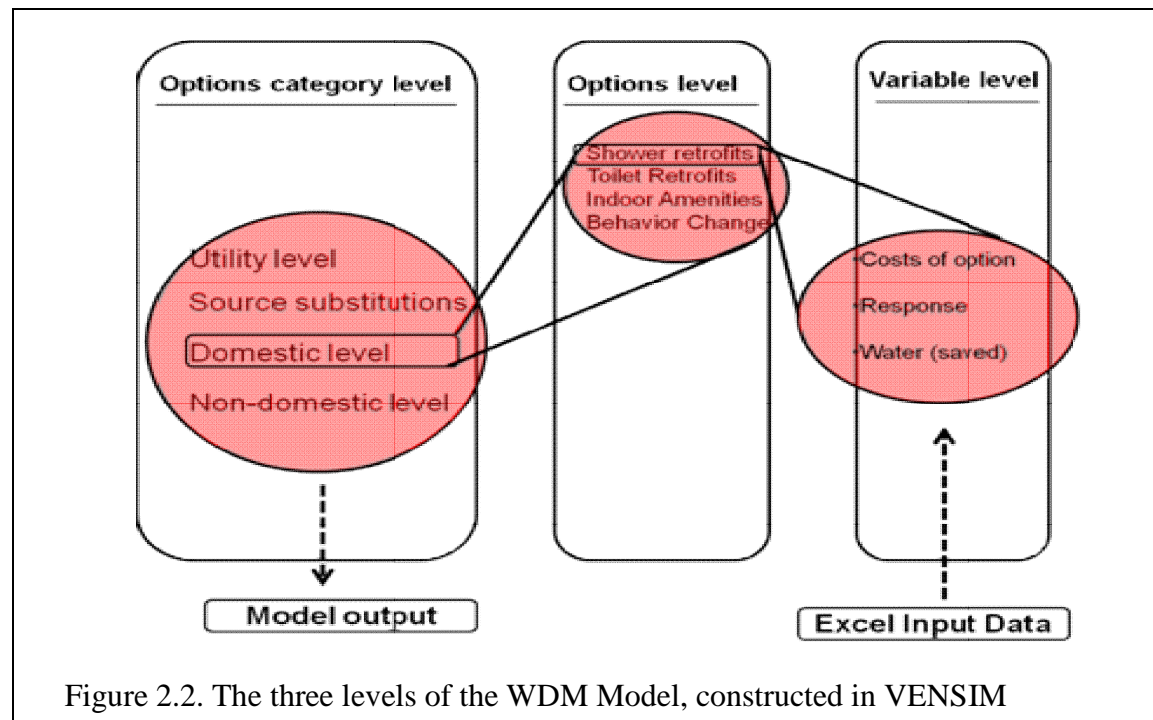 Options category level
Utility level
Source substitutions
Domestic level
Non-domestic level
Model output
Options level
Shower retrofits
Toilet Retrofits
Indoor Amenities
Behavior Change
Variable level
Costs of option
Response
Water (saved)
Excel Input Data
Figure 2.2. The three levels of the WDM Model, constructed in VENSIM